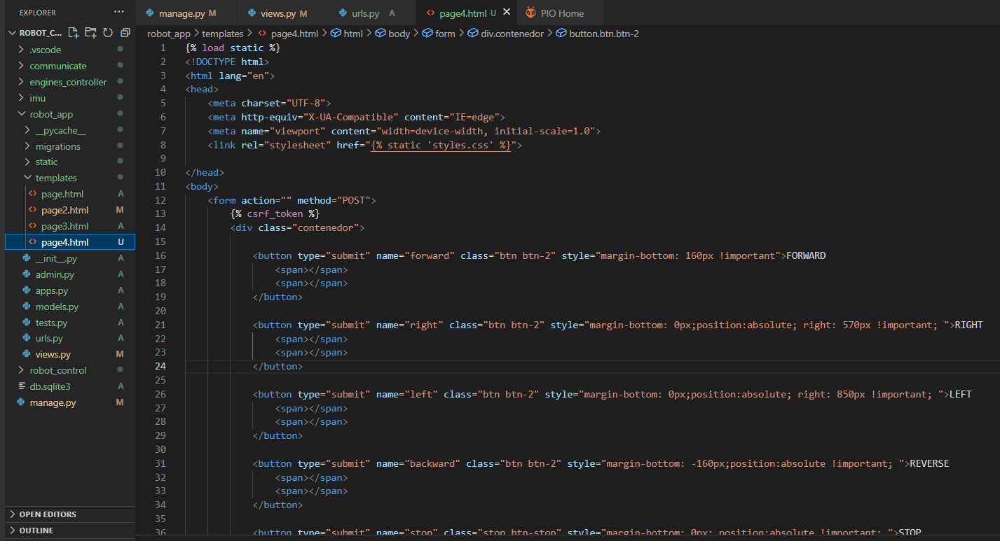 EXPLORER ···
manage.py M
views.py M
urls.py A
page4.html U
PIO Home
ROBOT_C...
robot_app > templates > page4.html > html > body > form > div.contenedor > button.btn.btn-2
.vscode
communicate
engines_controller
imu
robot_app
__pycache__
migrations
static
templates
page.html A
page2.html M
page3.html A
page4.html U
__init__.py A
admin.py A
apps.py A
models.py A
tests.py A
urls.py A
views.py M
robot_control
db.sqlite3 A
manage.py M
OPEN EDITORS
OUTLINE
1 {% load static %}
2 <!DOCTYPE html>
3 <html lang="en">
4 <head>
5 <meta charset="UTF-8">
6 <meta http-equiv="X-UA-Compatible" content="IE=edge">
7 <meta name="viewport" content="width=device-width, initial-scale=1.0">
8 <link rel="stylesheet" href="{% static 'styles.css' %}">
9
10 </head>
11 <body>
12 <form action="" method="POST">
13 {% csrf_token %}
14 <div class="contenedor">
15
16 <button type="submit" name="forward" class="btn btn-2" style="margin-bottom: 160px !important">FORWARD
17 <span></span>
18 <span></span>
19 </button>
20
21 <button type="submit" name="right" class="btn btn-2" style="margin-bottom: 0px;position:absolute; right: 570px !important; ">RIGHT
22 <span></span>
23 <span></span>
24 </button>
25
26 <button type="submit" name="left" class="btn btn-2" style="margin-bottom: 0px;position:absolute; right: 850px !important; ">LEFT
27 <span></span>
28 <span></span>
29 </button>
30
31 <button type="submit" name="backward" class="btn btn-2" style="margin-bottom: -160px;position:absolute !important; ">REVERSE
32 <span></span>
33 <span></span>
34 </button>
35
36 <button type="submit" name="stop" class="stop btn-stop" style="margin-bottom: 0px; position:absolute !important; ">STOP